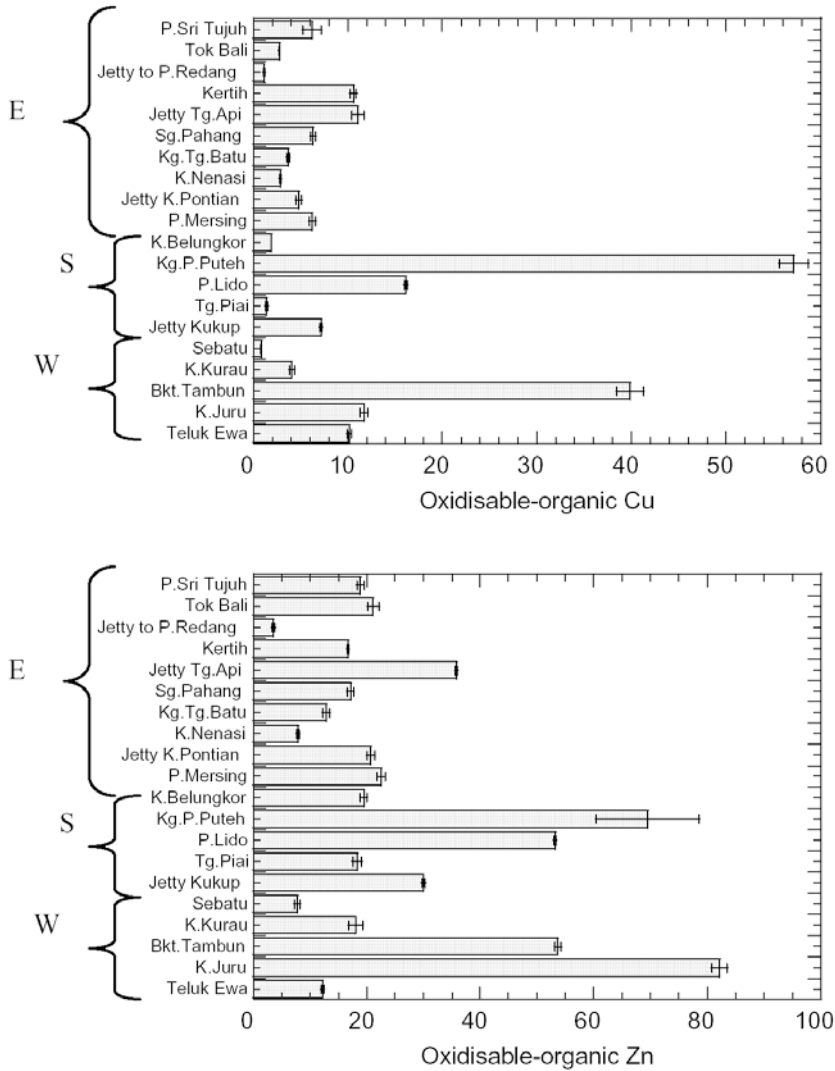 E
S
W
P.Sri Tujuh
Tok Bali
Jetty to P.Redang
Kertih
Jetty Tg.Api
Sg.Pahang
Kg.Tg.Batu
K.Nenasi
Jetty K.Pontian
P.Mersing
K.Belungkor
Kg.P.Puteh
P.Lido
Tg.Piai
Jetty Kukup
Sebatu
K.Kurau
Bkt.Tambun
K.Juru
Teluk Ewa
0 10 20 30 40 50 60
Oxidisable-organic Cu
E
S
W
P.Sri Tujuh
Tok Bali
Jetty to P.Redang
Kertih
Jetty Tg.Api
Sg.Pahang
Kg.Tg.Batu
K.Nenasi
Jetty K.Pontian
P.Mersing
K.Belungkor
Kg.P.Puteh
P.Lido
Tg.Piai
Jetty Kukup
Sebatu
K.Kurau
Bkt.Tambun
K.Juru
Teluk Ewa
0 20 40 60 80 100
Oxidisable-organic Zn